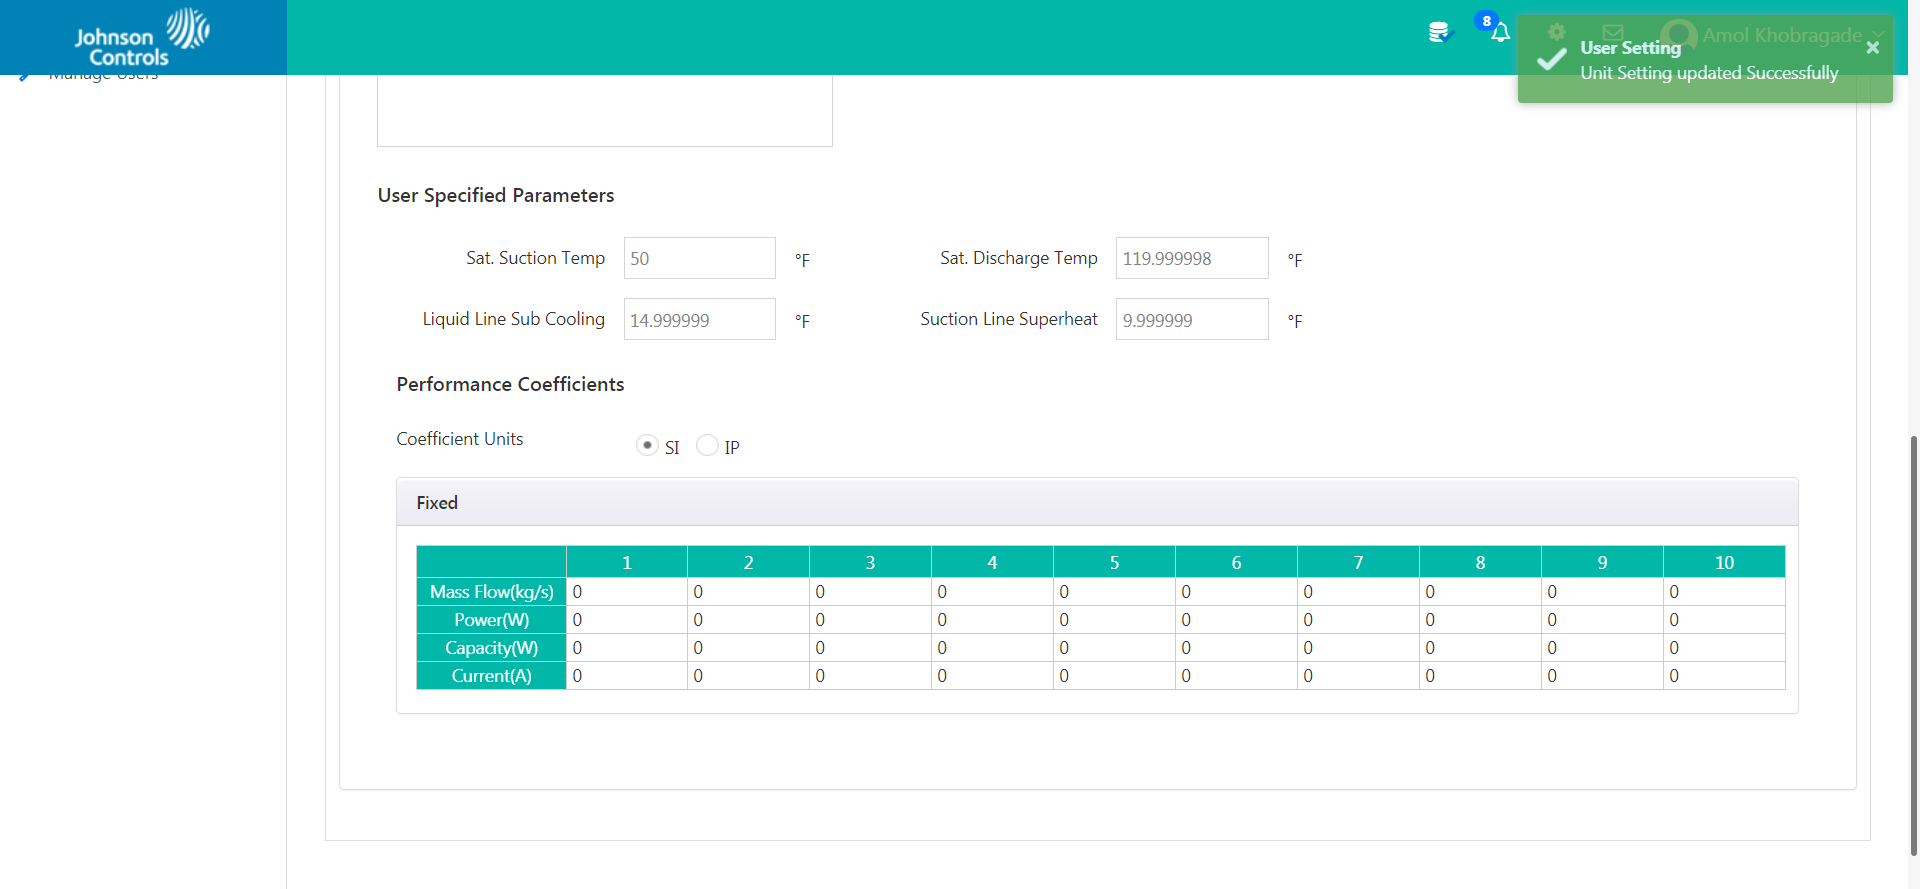 Johnson
Controls
Manage Users
8
Amol Khobragade
User Setting
Unit Setting updated Successfully
User Specified Parameters
Sat. Suction Temp 50 °F Sat. Discharge Temp 119.999998 °F
Liquid Line Sub Cooling 14.999999 °F Suction Line Superheat 9.999999 °F
Performance Coefficients
Coefficient Units SI IP
Fixed
1 2 3 4 5 6 7 8 9 10
Mass Flow(kg/s) 0 0 0 0 0 0 0 0 0 0
Power(W) 0 0 0 0 0 0 0 0 0 0
Capacity(W) 0 0 0 0 0 0 0 0 0 0
Current(A) 0 0 0 0 0 0 0 0 0 0